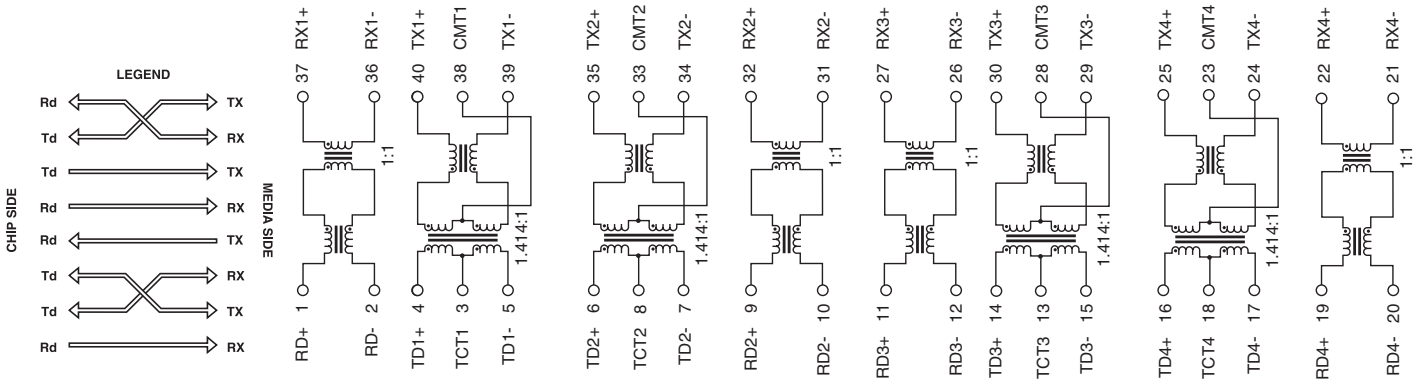 LEGEND
CHIP SIDE
MEDIA SIDE
Rd TX
Td RX
Td TX
Rd RX
Rd TX
Td RX
Td TX
Rd RX
RX1+ RX1- TX1+ CMT1 TX1- TX2+ CMT2 TX2- RX2+ RX2- RX3+ RX3- TX3+ CMT3 TX3- TX4+ CMT4 TX4- RX4+ RX4-
37 36 40 38 39 35 33 34 32 31 27 26 30 28 29 25 23 24 22 21
1:1 1:1 1:1 1:1
1.414:1 1.414:1 1.414:1 1.414:1
1 2 4 3 5 6 8 7 9 10 11 12 14 13 15 16 18 17 19 20
RD+ RD- TD1+ TCT1 TD1- TD2+ TCT2 TD2- RD2+ RD2- RD3+ RD3- TD3+ TCT3 TD3- TD4+ TCT4 TD4- RD4+ RD4-